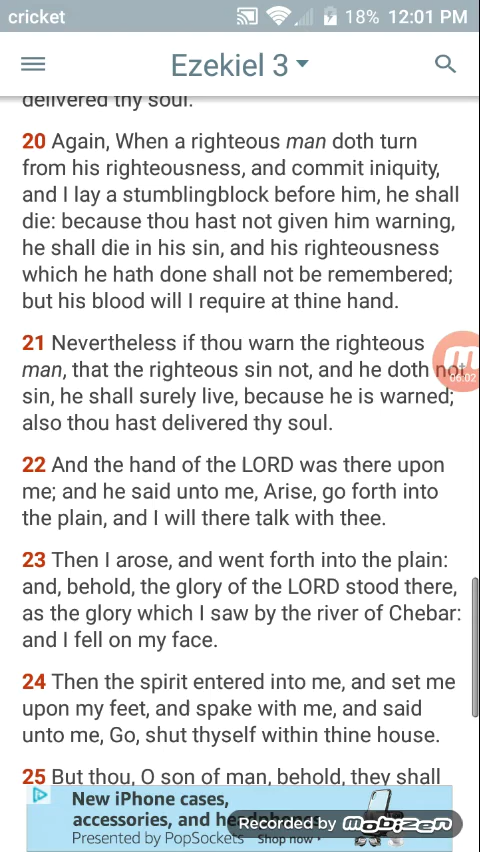 cricket 18% 12:01 PM
Ezekiel 3
delivered thy soul.
20 Again, When a righteous man doth turn
from his righteousness, and commit iniquity,
and I lay a stumblingblock before him, he shall
die: because thou hast not given him warning,
he shall die in his sin, and his righteousness
which he hath done shall not be remembered;
but his blood will I require at thine hand.
21 Nevertheless if thou warn the righteous
man, that the righteous sin not, and he doth not
sin, he shall surely live, because he is warned;
also thou hast delivered thy soul.
06:02
22 And the hand of the LORD was there upon
me; and he said unto me, Arise, go forth into
the plain, and I will there talk with thee.
23 Then I arose, and went forth into the plain:
and, behold, the glory of the LORD stood there,
as the glory which I saw by the river of Chebar:
and I fell on my face.
24 Then the spirit entered into me, and set me
upon my feet, and spake with me, and said
unto me, Go, shut thyself within thine house.
25 But thou, O son of man, behold, they shall
New iPhone cases,
accessories, and headphones
Presented by PopSockets Shop now
Recorded by mobizen